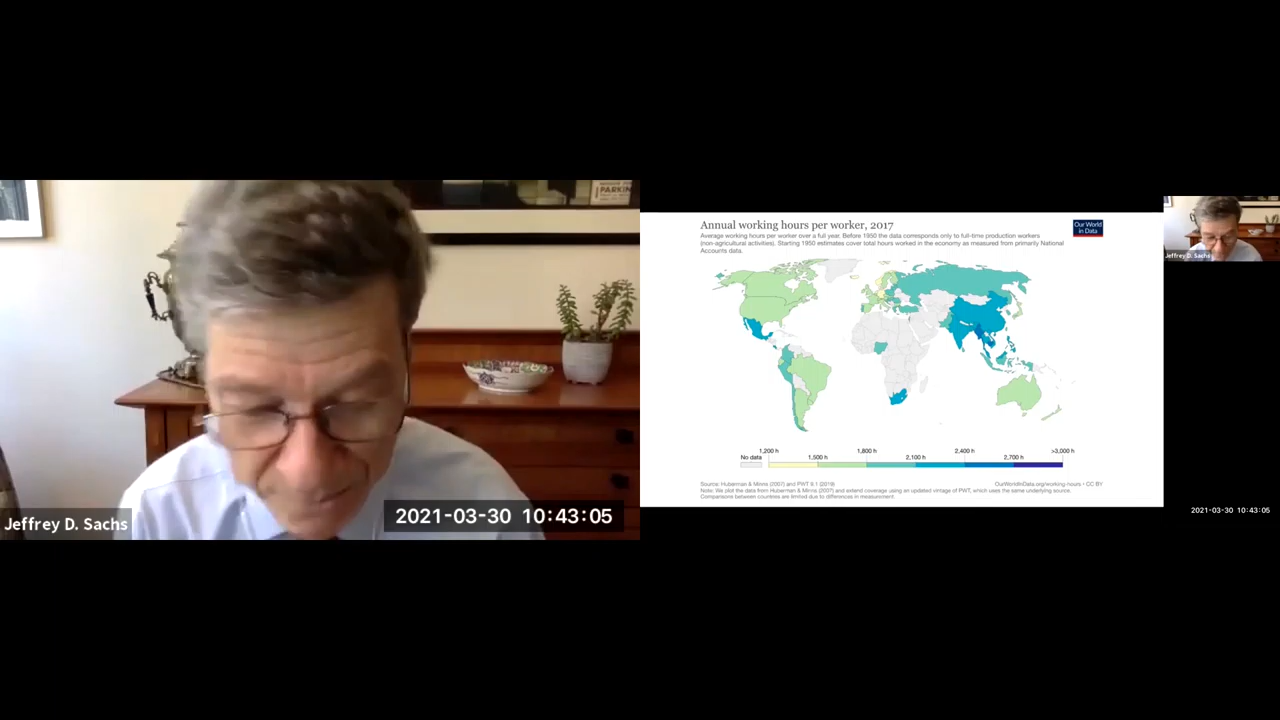 PARKIN
Jeffrey D. Sachs
2021-03-30 10:43:05
Annual working hours per worker, 2017
Average working hours per worker over a full year. Before 1950 the data corresponds only to full-time production workers
(non-agricultural activities). Starting 1950 estimates cover total hours worked in the economy as measured from primarily National
Accounts data.
Our World
in Data
No data
1,200 h
1,500 h
1,800 h
2,100 h
2,400 h
2,700 h
>3,000 h
Source: Huberman & Minns (2007) and PWT 9.1 (2019)
OurWorldInData.org/working-hours • CC BY
Note: We plot the data from Huberman & Minns (2007) and extend coverage using an updated vintage of PWT, which uses the same underlying source.
Comparisons between countries are limited due to differences in measurement.
Jeffrey D. Sachs
2021-03-30 10:43:05